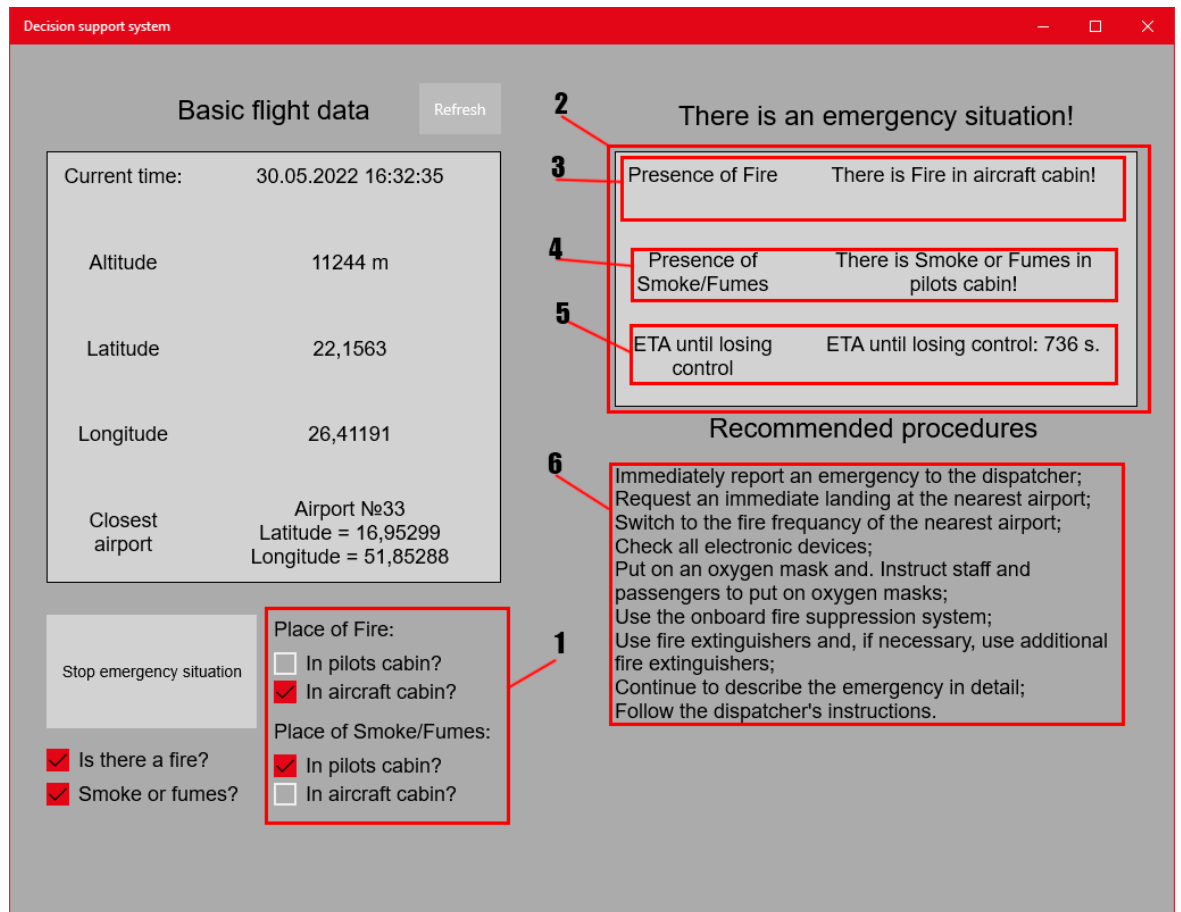 Decision support system
Basic flight data
Refresh
Current time: 30.05.2022 16:32:35
Altitude 11244 m
Latitude 22,1563
Longitude 26,41191
Closest airport
Airport №33
Latitude = 16,95299
Longitude = 51,85288
Stop emergency situation
Is there a fire?
Smoke or fumes?
Place of Fire:
In pilots cabin?
In aircraft cabin?
Place of Smoke/Fumes:
In pilots cabin?
In aircraft cabin?
1
2
There is an emergency situation!
3
Presence of Fire There is Fire in aircraft cabin!
4
Presence of
Smoke/Fumes
There is Smoke or Fumes in
pilots cabin!
5
ETA until losing
control
ETA until losing control: 736 s.
Recommended procedures
6
Immediately report an emergency to the dispatcher;
Request an immediate landing at the nearest airport;
Switch to the fire frequancy of the nearest airport;
Check all electronic devices;
Put on an oxygen mask and. Instruct staff and
passengers to put on oxygen masks;
Use the onboard fire suppression system;
Use fire extinguishers and, if necessary, use additional
fire extinguishers;
Continue to describe the emergency in detail;
Follow the dispatcher's instructions.